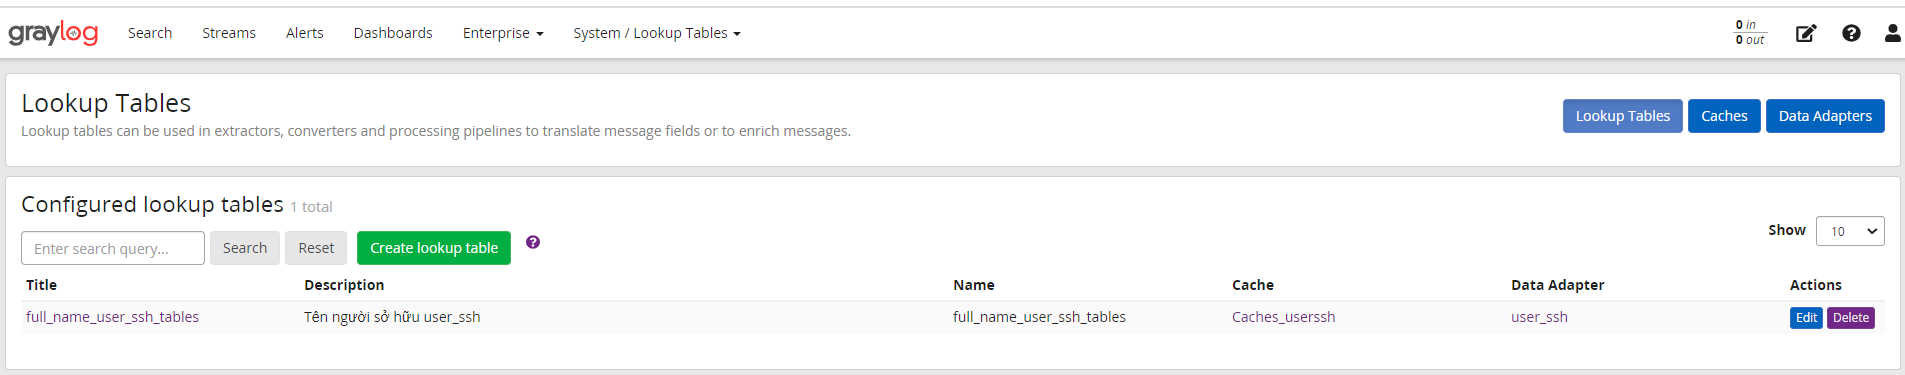 graylog Search Streams Alerts Dashboards Enterprise System / Lookup Tables 0 in
0 out
Lookup Tables
Lookup tables can be used in extractors, converters and processing pipelines to translate message fields or to enrich messages.
Lookup Tables Caches Data Adapters
Configured lookup tables 1 total
Enter search query... Search Reset Create lookup table ? Show 10
Title Description Name Cache Data Adapter Actions
full_name_user_ssh_tables Tên người sở hữu user_ssh full_name_user_ssh_tables Caches_userssh user_ssh Edit Delete